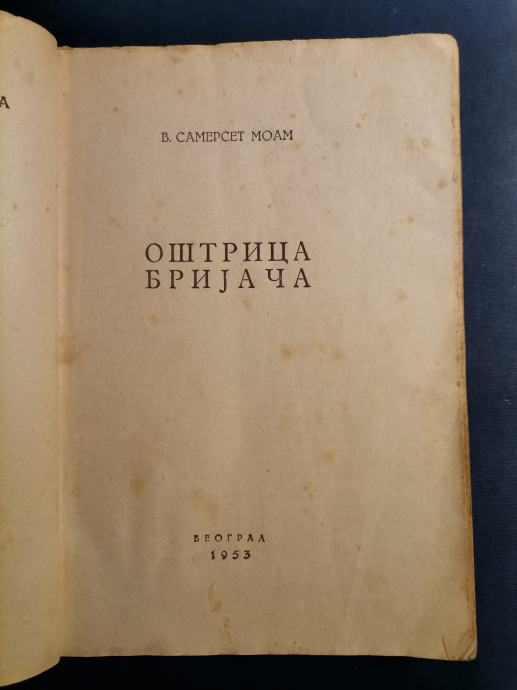 А
В. САМЕРСЕТ МОАМ
ОШТРИЦА
БРИЈАЧА
БЕОГРАД
1953